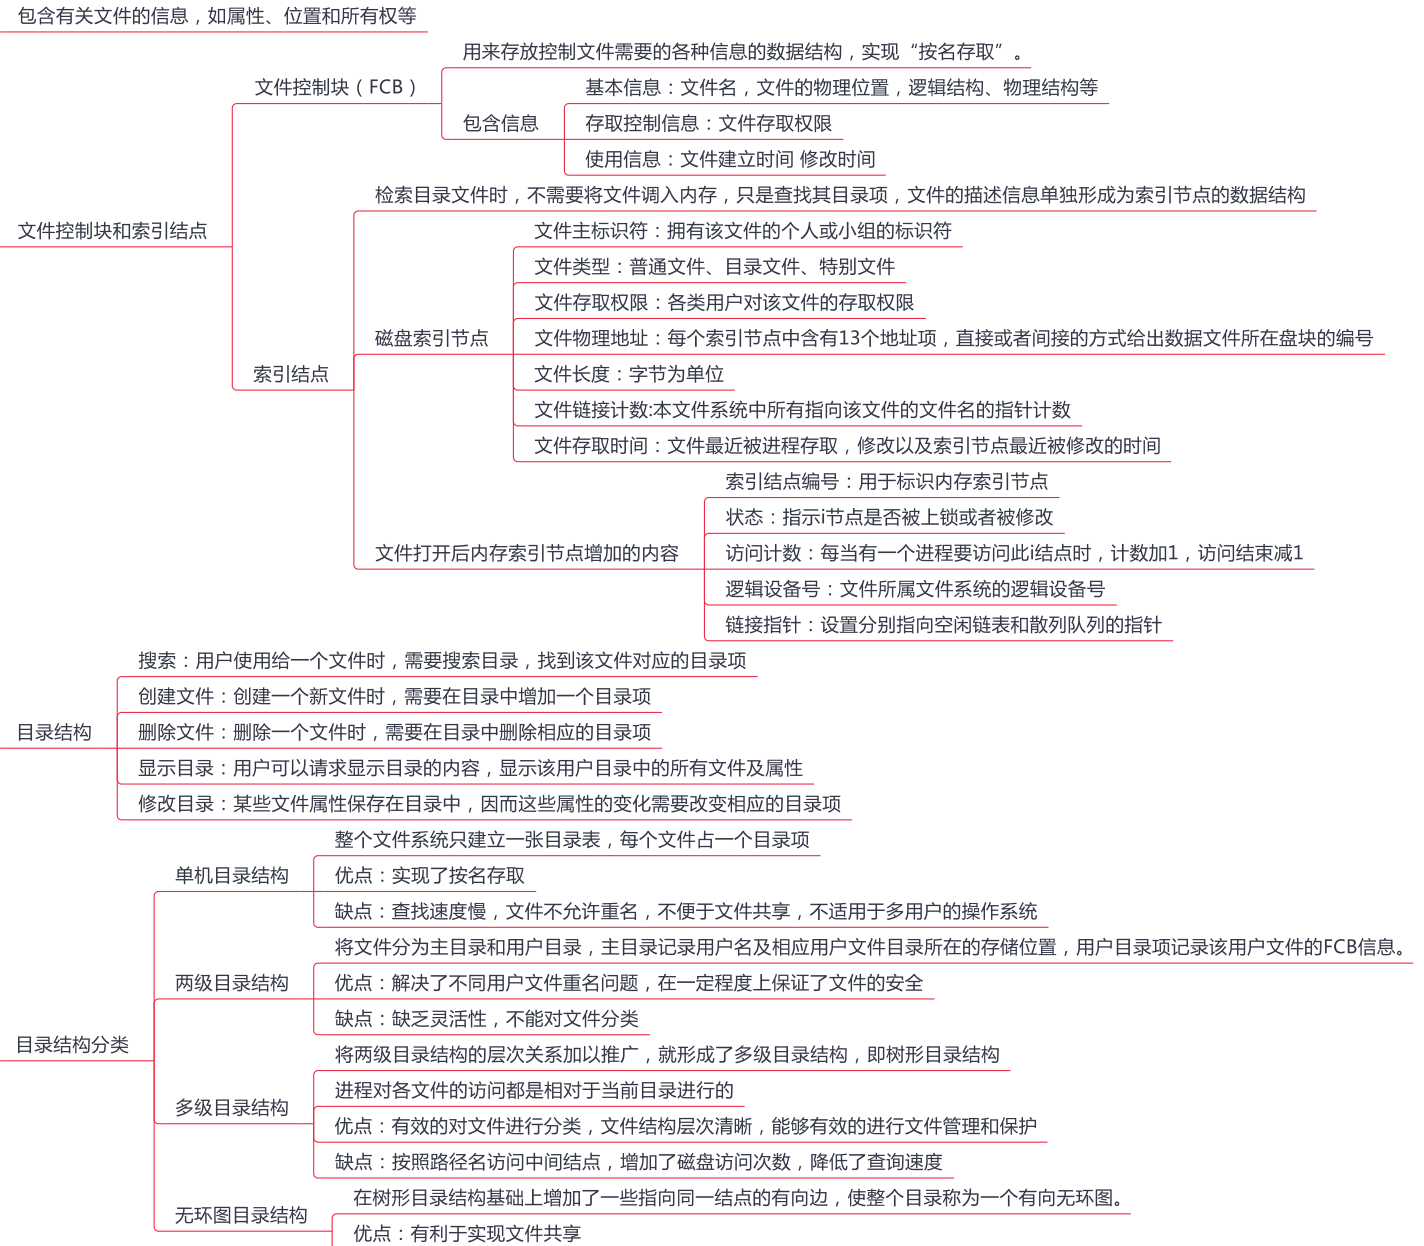 包含有关文件的信息，如属性、位置和所有权等
用来存放控制文件需要的各种信息的数据结构，实现“按名存取”。
文件控制块（FCB）
基本信息：文件名，文件的物理位置，逻辑结构、物理结构等
包含信息
存取控制信息：文件存取权限
使用信息：文件建立时间 修改时间
检索目录文件时，不需要将文件调入内存，只是查找其目录项，文件的描述信息单独形成为索引节点的数据结构
文件控制块和索引结点
文件主标识符：拥有该文件的个人或小组的标识符
文件类型：普通文件、目录文件、特别文件
文件存取权限：各类用户对该文件的存取权限
磁盘索引节点
文件物理地址：每个索引节点中含有13个地址项，直接或者间接的方式给出数据文件所在盘块的编号
索引结点
文件长度：字节为单位
文件链接计数:本文件系统中所有指向该文件的文件名的指针计数
文件存取时间：文件最近被进程存取，修改以及索引节点最近被修改的时间
索引结点编号：用于标识内存索引节点
状态：指示i节点是否被上锁或者被修改
文件打开后内存索引节点增加的内容
访问计数：每当有一个进程要访问此i结点时，计数加1，访问结束减1
逻辑设备号：文件所属文件系统的逻辑设备号
链接指针：设置分别指向空闲链表和散列队列的指针
搜索：用户使用给一个文件时，需要搜索目录，找到该文件对应的目录项
创建文件：创建一个新文件时，需要在目录中增加一个目录项
目录结构
删除文件：删除一个文件时，需要在目录中删除相应的目录项
显示目录：用户可以请求显示目录的内容，显示该用户目录中的所有文件及属性
修改目录：某些文件属性保存在目录中，因而这些属性的变化需要改变相应的目录项
整个文件系统只建立一张目录表，每个文件占一个目录项
单机目录结构
优点：实现了按名存取
缺点：查找速度慢，文件不允许重名，不便于文件共享，不适用于多用户的操作系统
将文件分为主目录和用户目录，主目录记录用户名及相应用户文件目录所在的存储位置，用户目录项记录该用户文件的FCB信息。
两级目录结构
优点：解决了不同用户文件重名问题，在一定程度上保证了文件的安全
缺点：缺乏灵活性，不能对文件分类
目录结构分类
将两级目录结构的层次关系加以推广，就形成了多级目录结构，即树形目录结构
进程对各文件的访问都是相对于当前目录进行的
多级目录结构
优点：有效的对文件进行分类，文件结构层次清晰，能够有效的进行文件管理和保护
缺点：按照路径名访问中间结点，增加了磁盘访问次数，降低了查询速度
在树形目录结构基础上增加了一些指向同一结点的有向边，使整个目录称为一个有向无环图。
无环图目录结构
优点：有利于实现文件共享